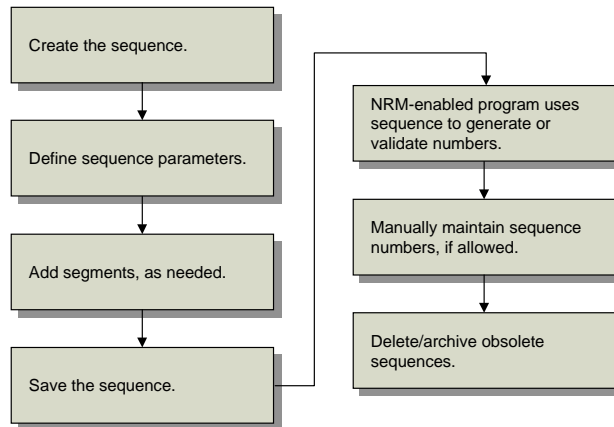 Create the sequence.
Define sequence parameters.
Add segments, as needed.
Save the sequence.
NRM-enabled program uses
sequence to generate or
validate numbers.
Manually maintain sequence
numbers, if allowed.
Delete/archive obsolete
sequences.